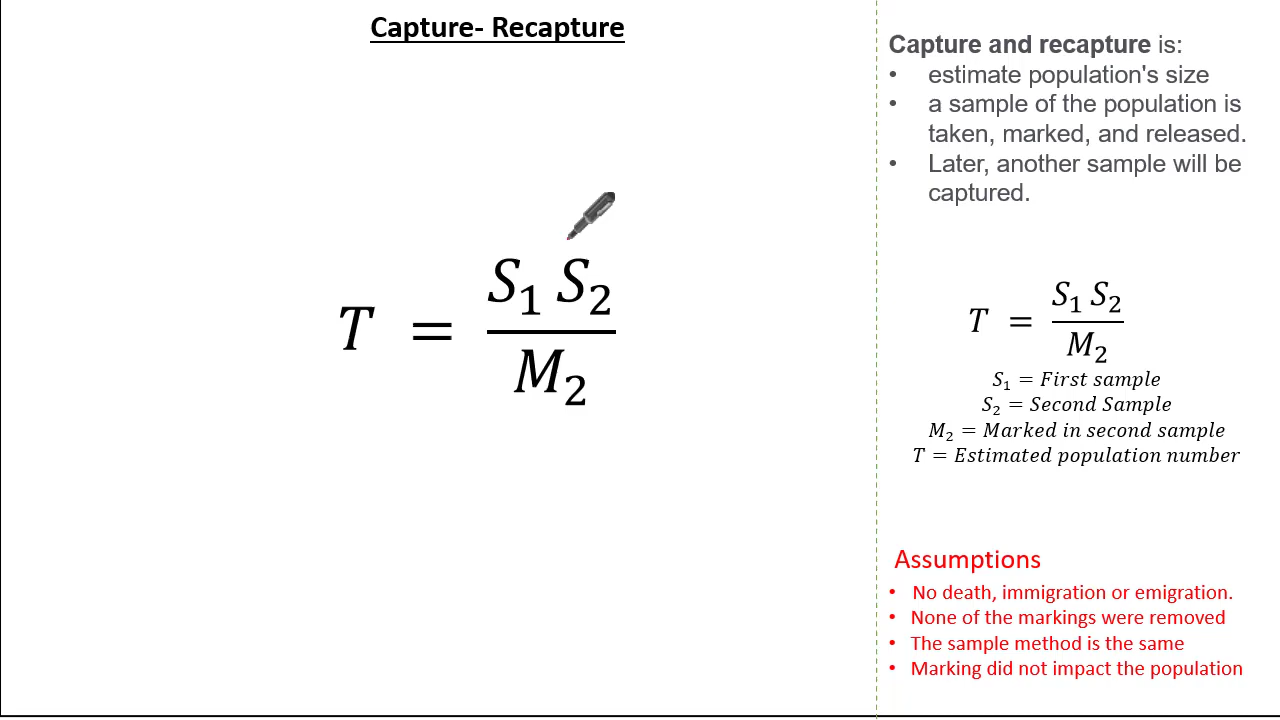 Capture- Recapture
T = S₁ S₂ / M₂
Capture and recapture is:
• estimate population's size
• a sample of the population is
taken, marked, and released.
• Later, another sample will be
captured.
T = S₁ S₂ / M₂
S₁ = First sample
S₂ = Second Sample
M₂ = Marked in second sample
T = Estimated population number
Assumptions
• No death, immigration or emigration.
• None of the markings were removed
• The sample method is the same
• Marking did not impact the population